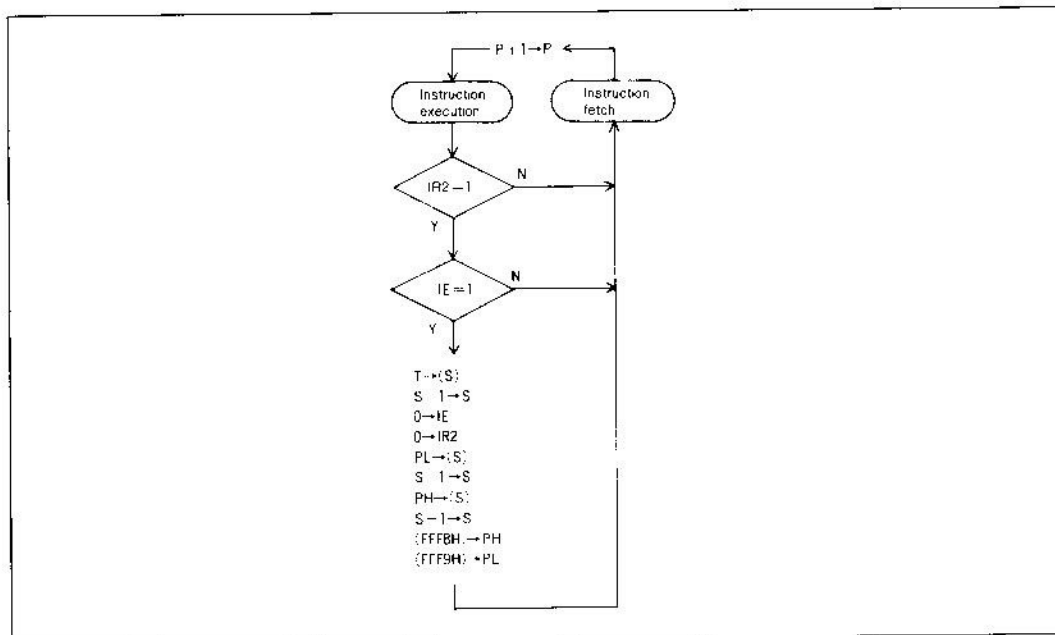 P + 1→P
Instruction
execution
Instruction
fetch
IR2=1
N
Y
IE=1
N
Y
T→(S)
S 1→S
0→IE
0→IR2
PL→(S)
S 1→S
PH→(S)
S−1→S
(FFF8H)→PH
(FFF9H)→PL